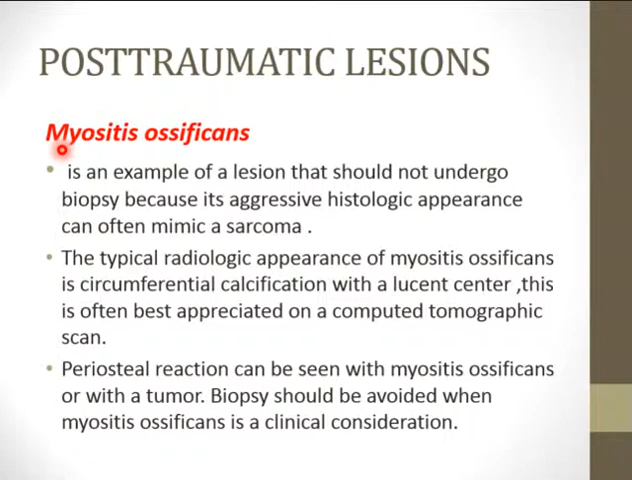 POSTTRAUMATIC LESIONS
Myositis ossificans
• is an example of a lesion that should not undergo
biopsy because its aggressive histologic appearance
can often mimic a sarcoma .
• The typical radiologic appearance of myositis ossificans
is circumferential calcification with a lucent center ,this
is often best appreciated on a computed tomographic
scan.
• Periosteal reaction can be seen with myositis ossificans
or with a tumor. Biopsy should be avoided when
myositis ossificans is a clinical consideration.